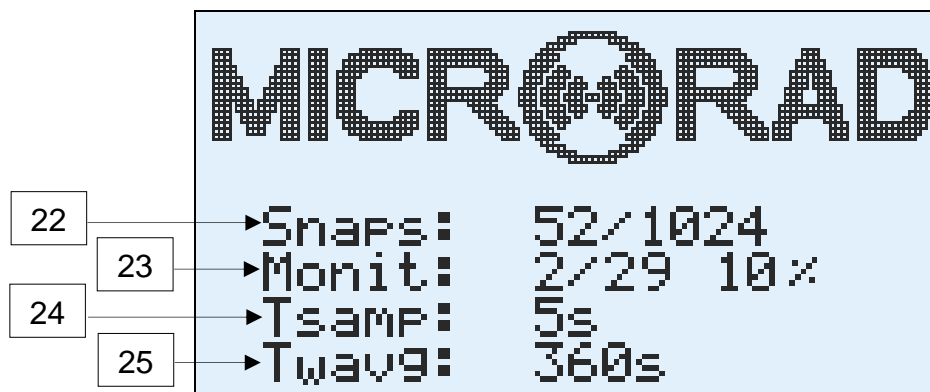 MICRORAD
22 Snaps: 52/1024
23 Monit: 2/29 10%
24 Tsamp: 5s
25 Twavg: 360s